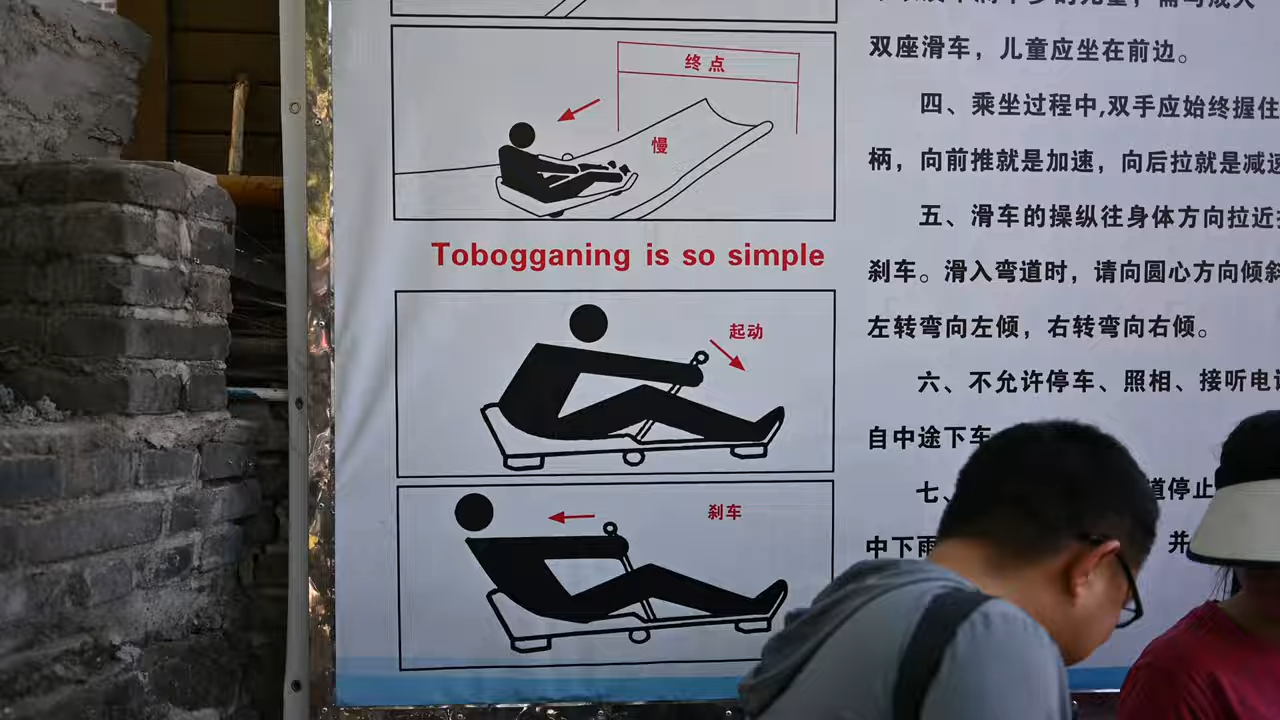 终点
慢
Tobogganing is so simple
起动
刹车
双座滑车，儿童应坐在前边。
四、乘坐过程中,双手应始终握住
柄，向前推就是加速，向后拉就是减速
五、滑车的操纵往身体方向拉近
刹车。滑入弯道时，请向圆心方向倾斜
左转弯向左倾，右转弯向右倾。
六、不允许停车、照相、接听电
自中途下车
七、 道停止
中下雨 并